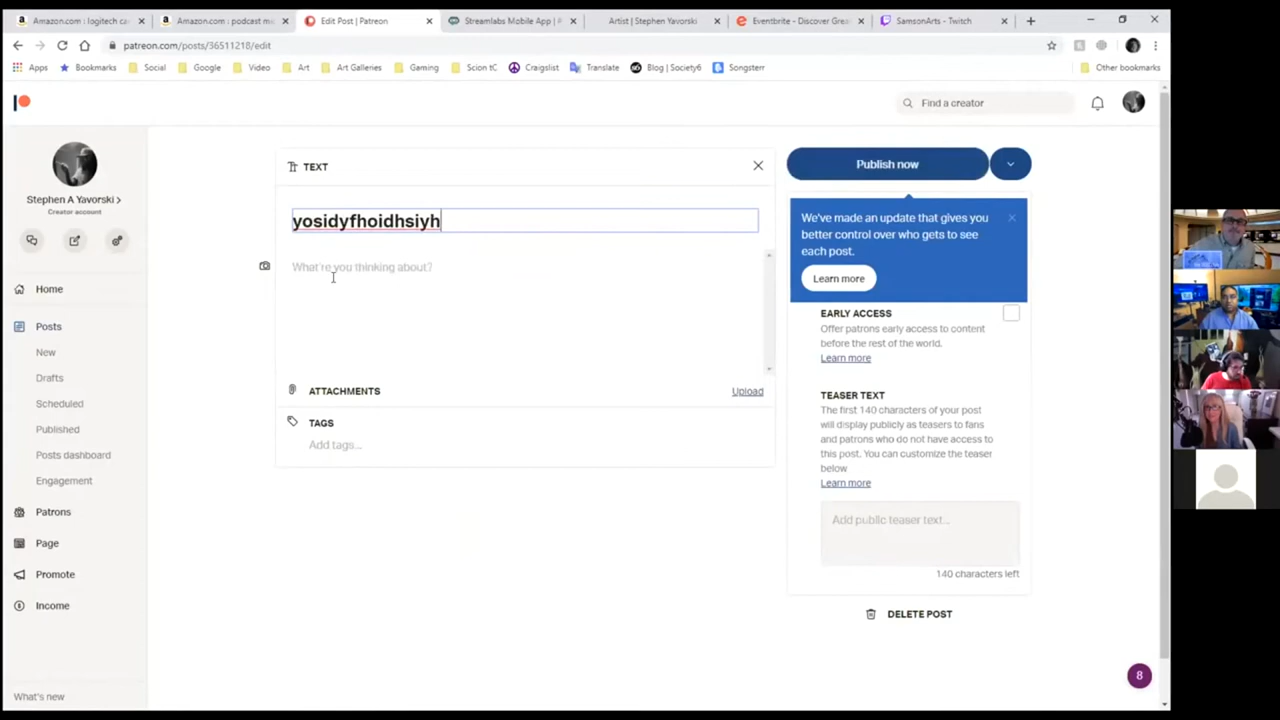 Amazon.com : logitech ca
Amazon.com : podcast mi
Edit Post | Patreon
Streamlabs Mobile App |
Artist | Stephen Yavorski
Eventbrite - Discover Grea
SamsonArts - Twitch
patreon.com/posts/36511218/edit
Apps
Bookmarks
Social
Google
Video
Art
Art Galleries
Gaming
Scion tC
Craigslist
Translate
Blog | Society6
Songsterr
Other bookmarks
Find a creator
Stephen A Yavorski
Creator account
Home
Posts
New
Drafts
Scheduled
Published
Posts dashboard
Engagement
Patrons
Page
Promote
Income
What's new
TEXT
yosidyfhoidhsiyh
What're you thinking about?
ATTACHMENTS
Upload
TAGS
Add tags...
Publish now
We've made an update that gives you
better control over who gets to see
each post.
Learn more
EARLY ACCESS
Offer patrons early access to content
before the rest of the world.
Learn more
TEASER TEXT
The first 140 characters of your post
will display publicly as teasers to fans
and patrons who do not have access to
this post. You can customize the teaser
below
Learn more
Add public teaser text...
140 characters left
DELETE POST
8